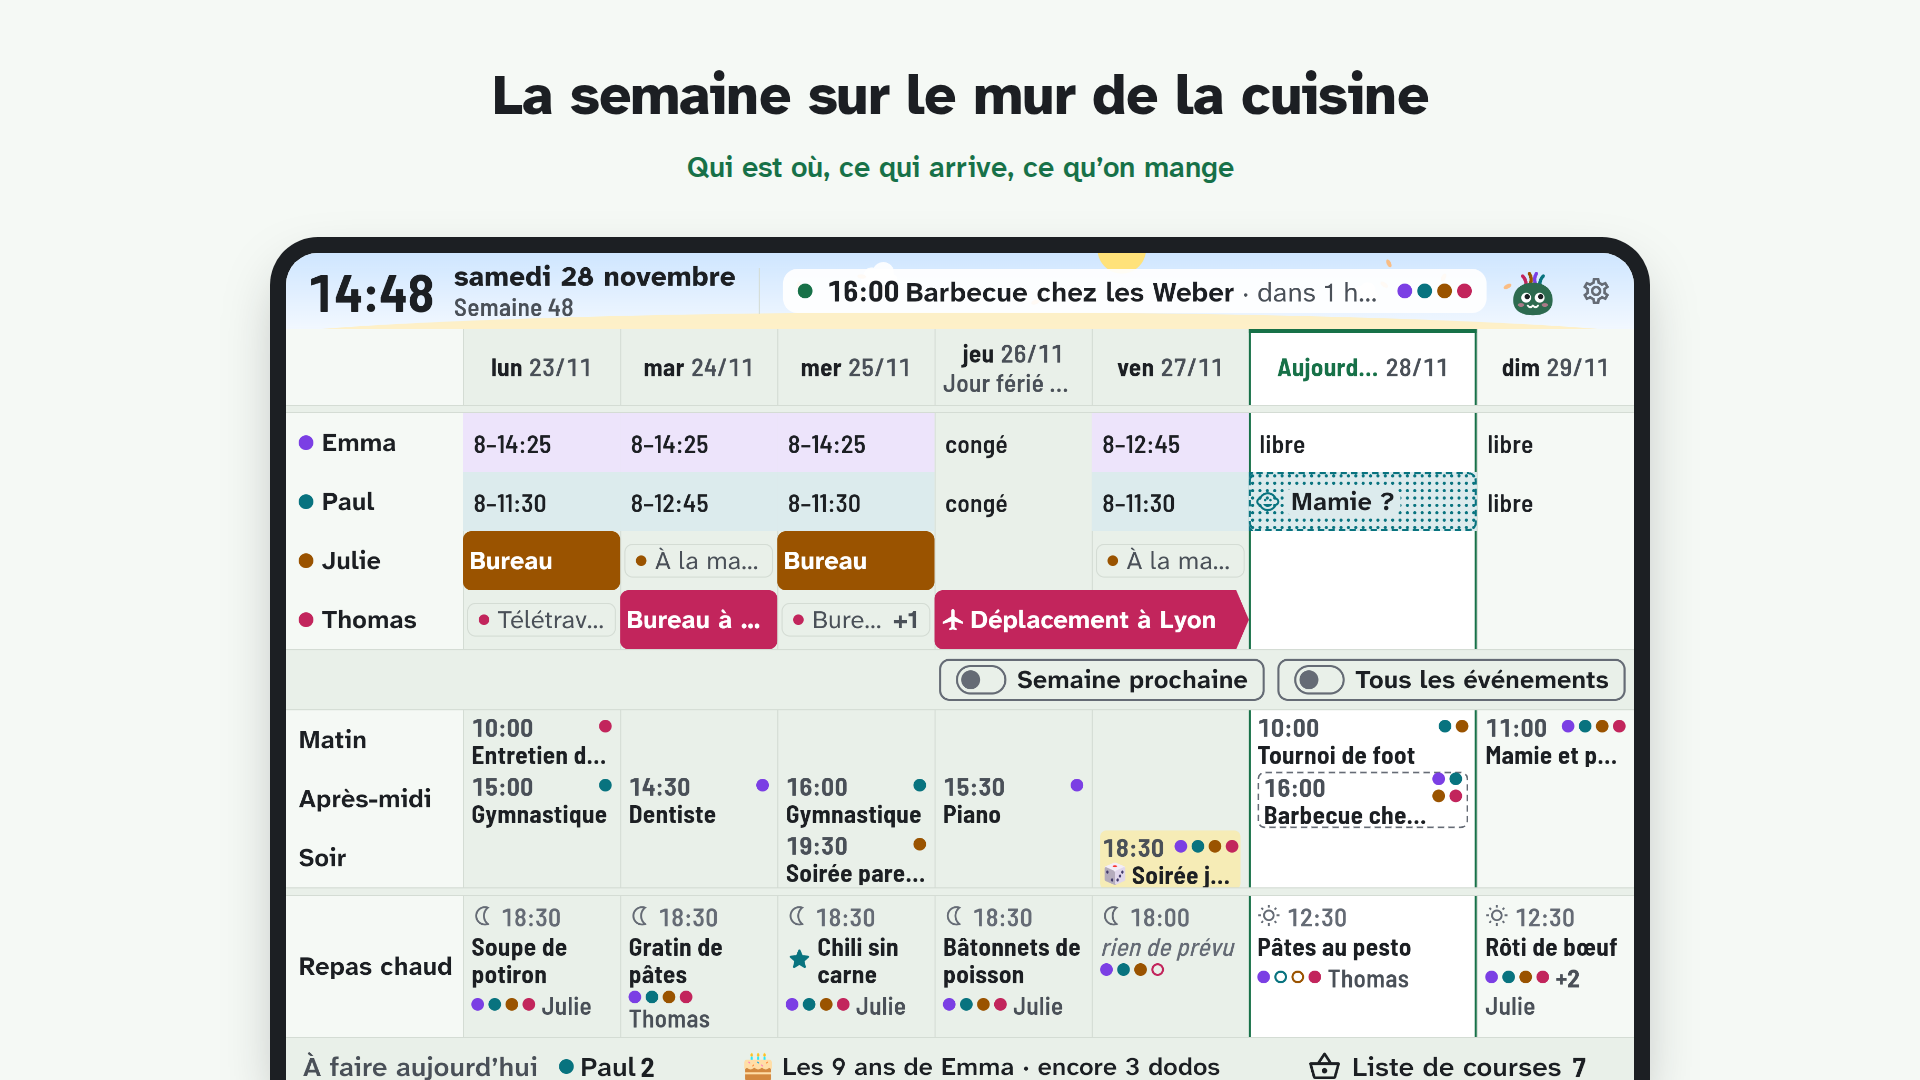 La semaine sur le mur de la cuisine
Qui est où, ce qui arrive, ce qu’on mange
14:48
samedi 28 novembre
Semaine 48
16:00 Barbecue chez les Weber · dans 1 h…
lun 23/11
mar 24/11
mer 25/11
jeu 26/11
Jour férié …
ven 27/11
Aujourd… 28/11
dim 29/11
Emma
8–14:25
8–14:25
8–14:25
congé
8–12:45
libre
libre
Paul
8–11:30
8–12:45
8–11:30
congé
8–11:30
Mamie ?
libre
Julie
Bureau
À la ma…
Bureau
À la ma…
Thomas
Télétrav…
Bureau à …
Bure… +1
Déplacement à Lyon
Semaine prochaine
Tous les événements
Matin
10:00
Entretien d…
10:00
Tournoi de foot
11:00
Mamie et p…
Après-midi
15:00
Gymnastique
14:30
Dentiste
16:00
Gymnastique
15:30
Piano
16:00
Barbecue che…
Soir
19:30
Soirée pare…
18:30
Soirée j…
Repas chaud
18:30
Soupe de
potiron
Julie
18:30
Gratin de
pâtes
Thomas
18:30
Chili sin
carne
Julie
18:30
Bâtonnets de
poisson
Julie
18:00
rien de prévu
12:30
Pâtes au pesto
Thomas
12:30
Rôti de bœuf
+2
Julie
À faire aujourd’hui
Paul 2
Les 9 ans de Emma · encore 3 dodos
Liste de courses 7